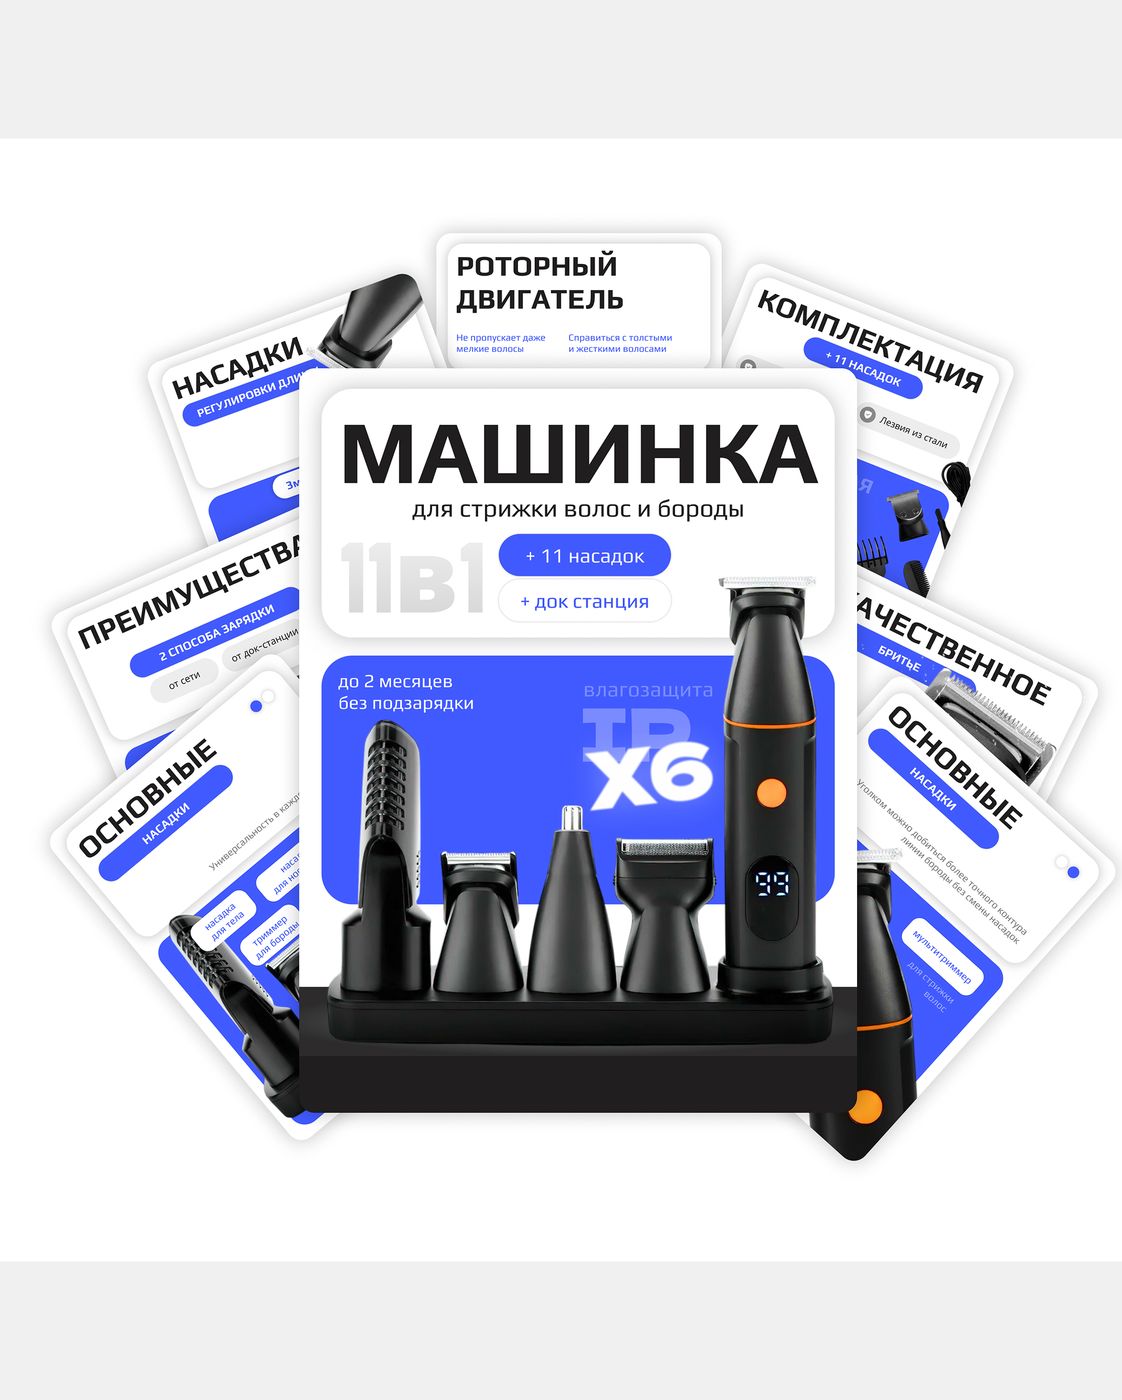 РОТОРНЫЙ
ДВИГАТЕЛЬ
Не пропускает даже
мелкие волосы
Справиться с толстыми
и жесткими волосами
НАСАДКИ
РЕГУЛИРОВКИ
КОМПЛЕКТАЦИЯ
+ 11 НАСАДОК
Лезвия из стали
МАШИНКА
для стрижки волос и бороды
11в1
+ 11 насадок
+ док станция
до 2 месяцев
без подзарядки
влагозащита
IP
X6
99
ПРЕИМУЩЕСТВА
2 СПОСОБА ЗАРЯДКИ
от сети
от док-станции
КАЧЕСТВЕННОЕ
БРИТЬЕ
ОСНОВНЫЕ
НАСАДКИ
Универсальность в
насадка
для тела
триммер
для бороды
ОСНОВНЫЕ
НАСАДКИ
Уголком можно добиться более точного контура
линии бороды без смены насадок
мультитриммер
для стрижки
волос